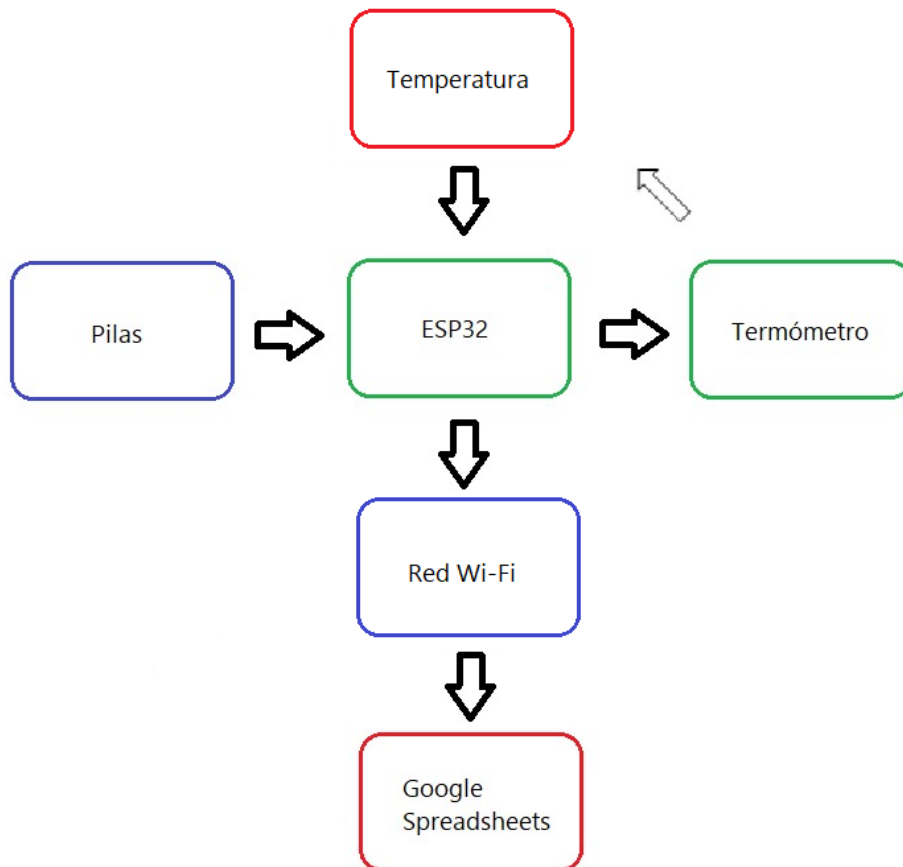 Temperatura
Pilas
ESP32
Termómetro
Red Wi-Fi
Google
Spreadsheets